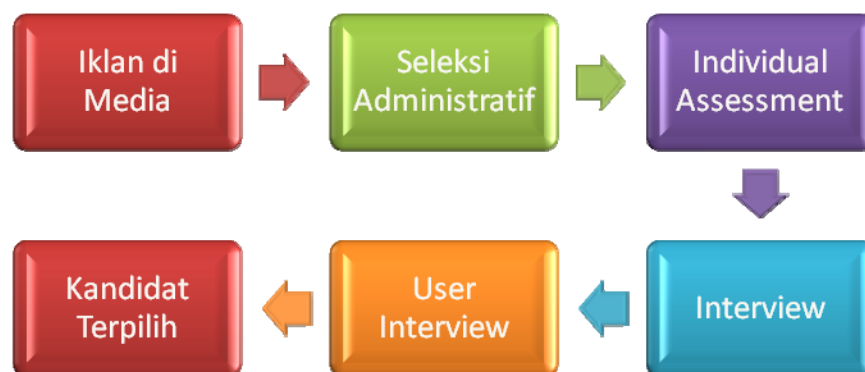 Iklan di
Media
Seleksi
Administratif
Individual
Assessment
Interview
User
Interview
Kandidat
Terpilih